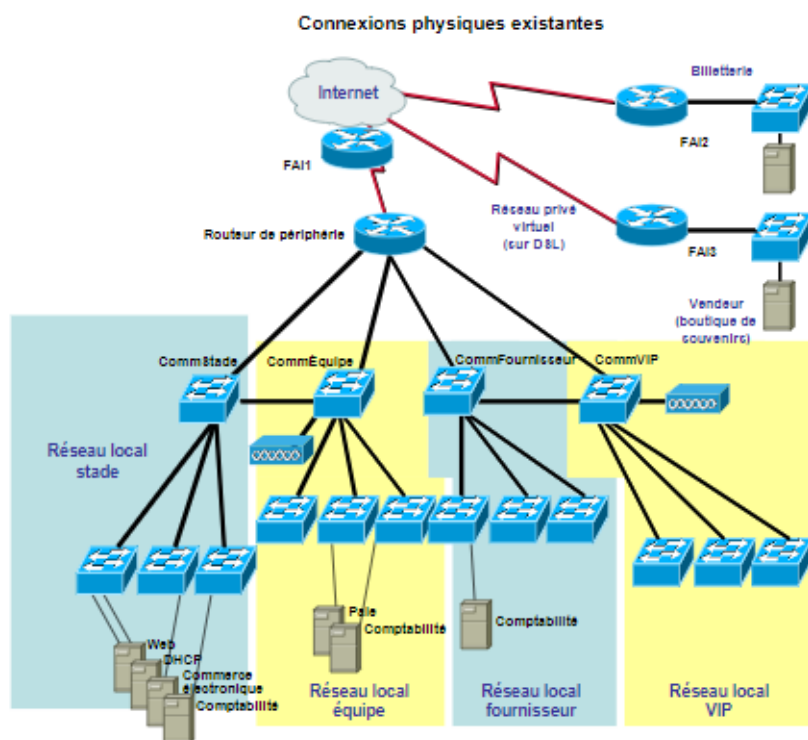 Connexions physiques existantes
Internet
Billetterie
FAI1
FAI2
Routeur de périphérie
Réseau privé
virtuel
(sur DSL)
FAI3
Vendeur
(boutique de
souvenirs)
CommStade
CommÉquipe
CommFournisseur
CommVIP
Réseau local
stade
Web
DHCP
Commerce
électronique
Comptabilité
Paie
Comptabilité
Comptabilité
Réseau local
équipe
Réseau local
fournisseur
Réseau local
VIP